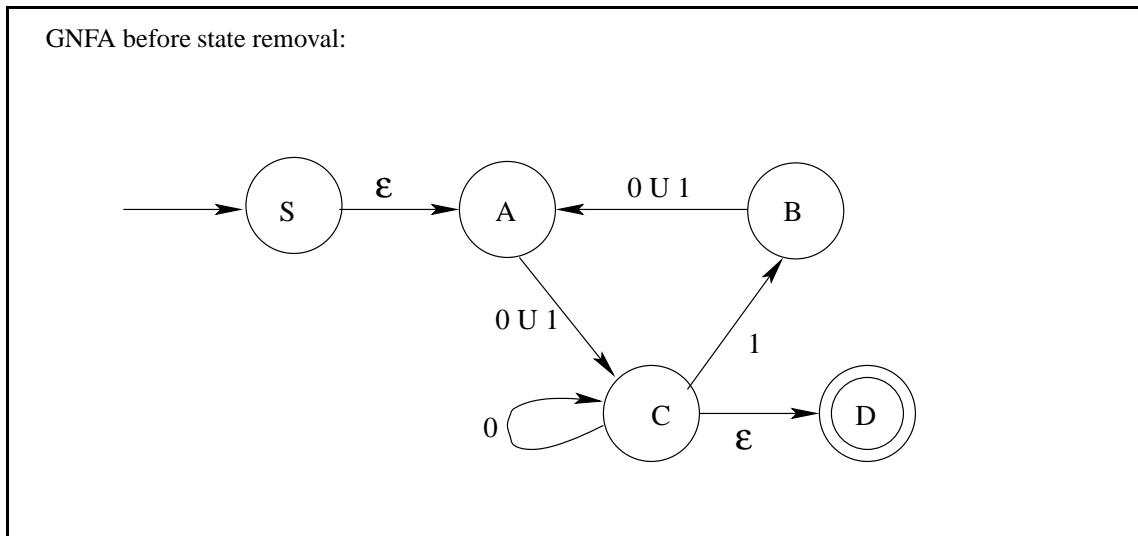 GNFA before state removal:
ε
0 U 1
S
A
B
0 U 1
1
0
C
D
ε